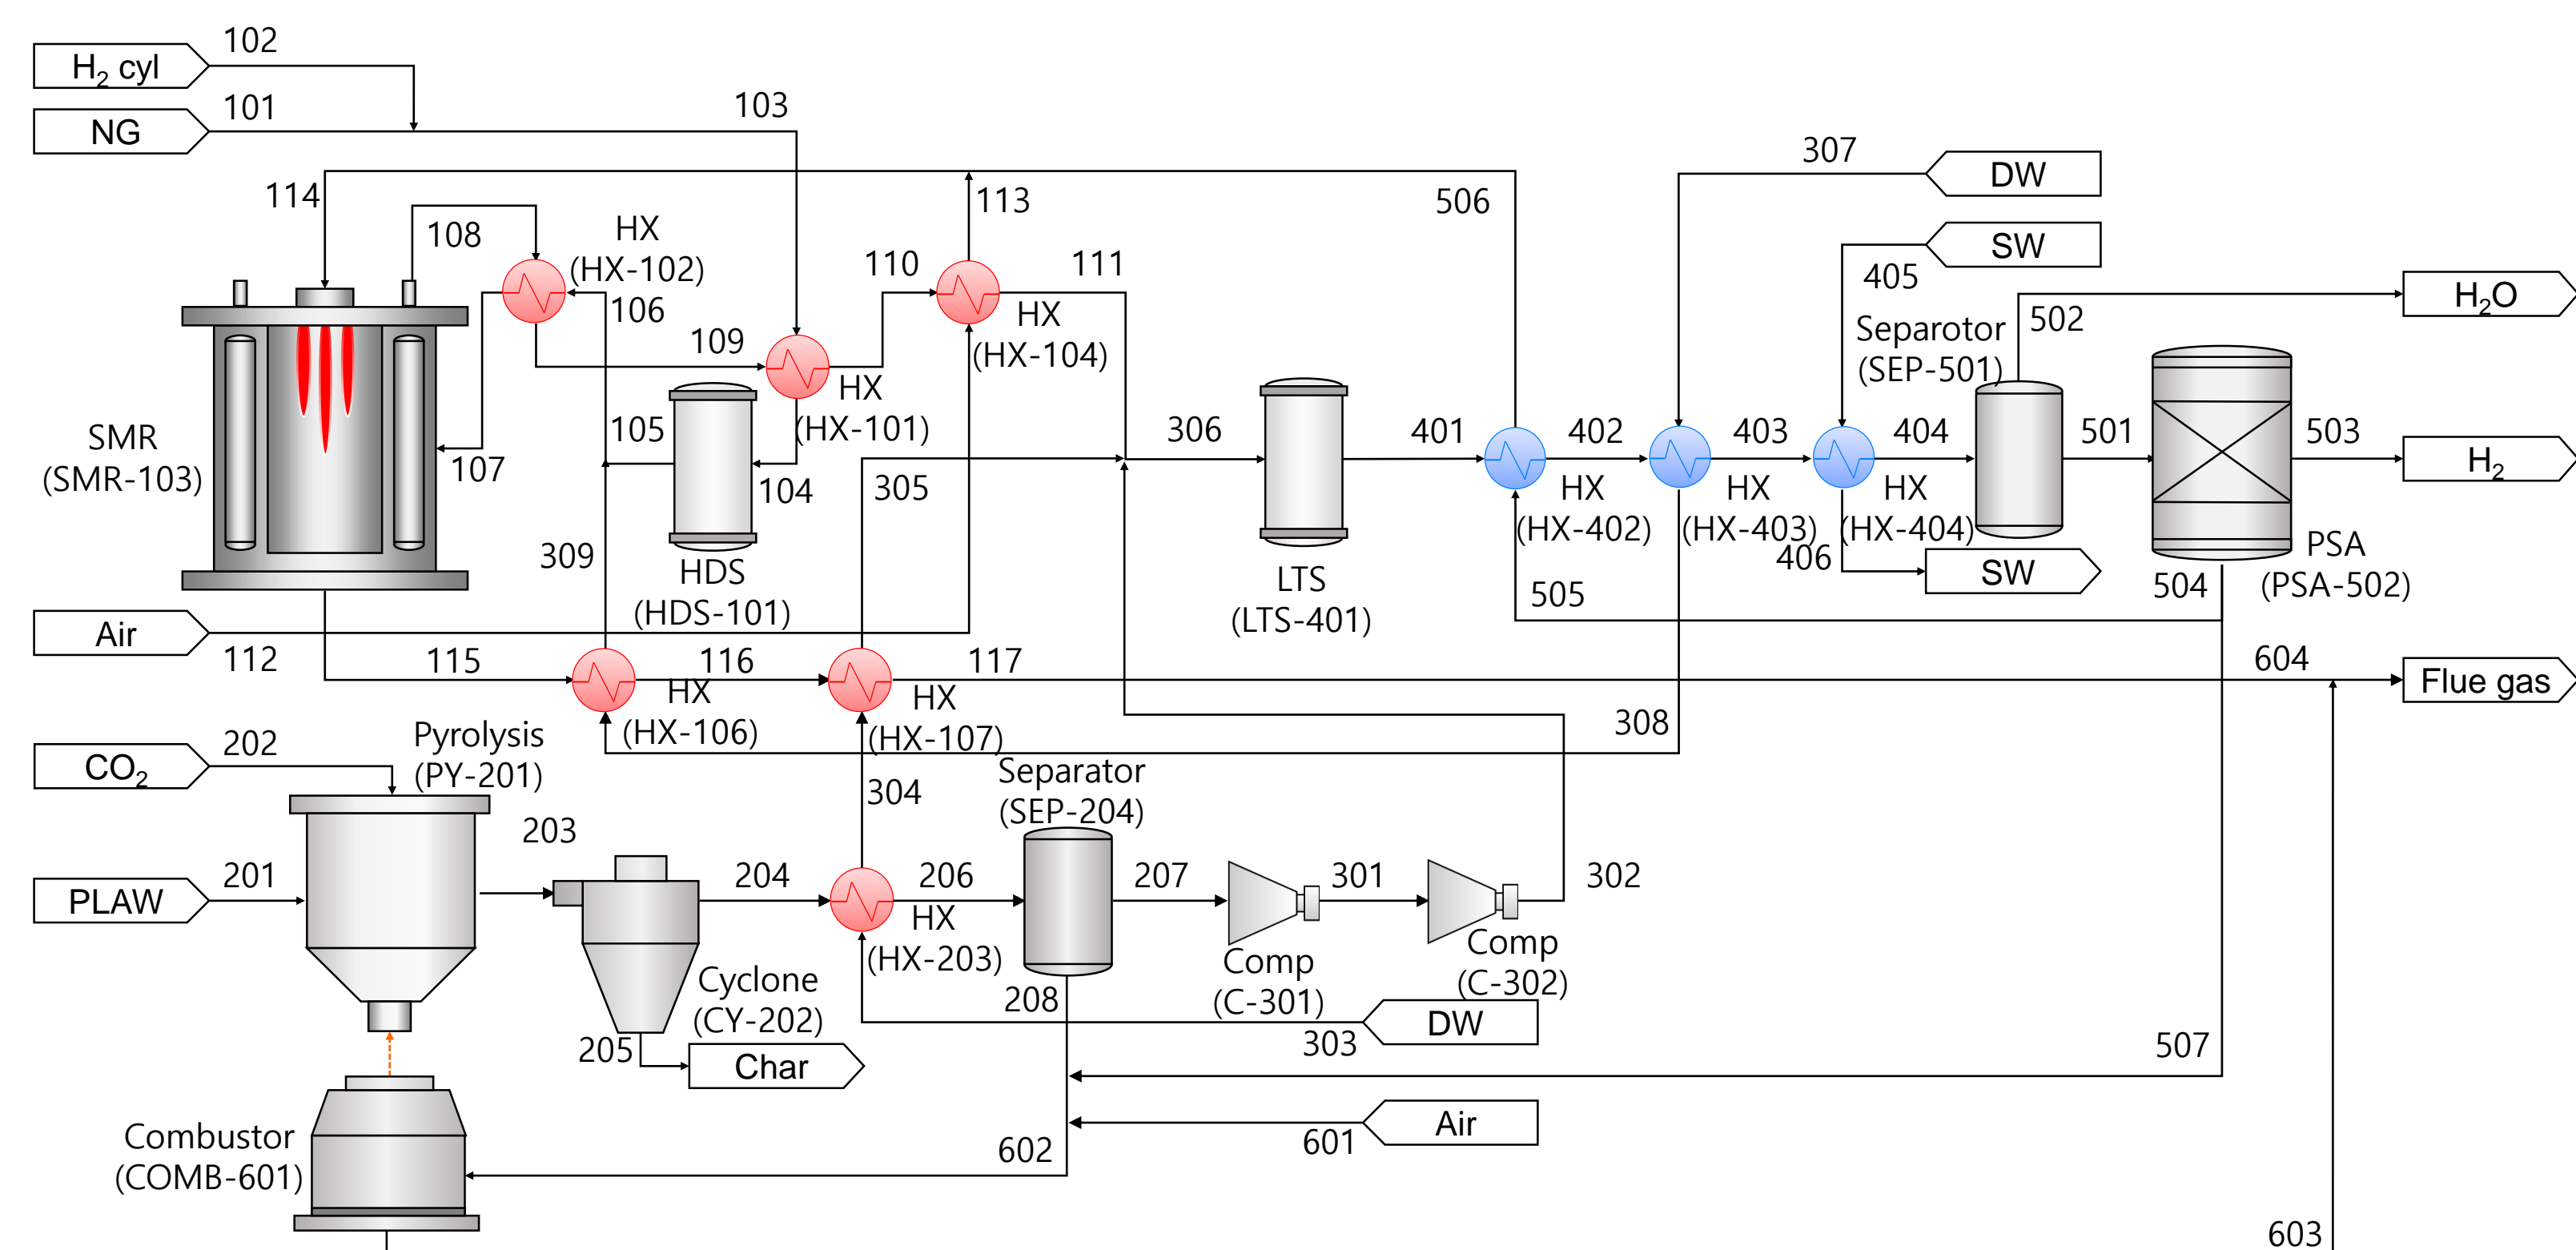 102
H₂ cyl
101
NG
103
307
DW
114
113
506
108
HX
(HX-102)
SW
405
110
111
106
HX
(HX-104)
502
H₂O
Separotor
(SEP-501)
109
HX
(HX-101)
105
SMR
(SMR-103)
107
104
305
306
401
402
403
404
501
503
H₂
HX
(HX-402)
HX
(HX-403)
HX
(HX-404)
406
SW
309
HDS
(HDS-101)
LTS
(LTS-401)
505
504
PSA
(PSA-502)
Air
112
115
116
117
604
Flue gas
HX
(HX-106)
HX
(HX-107)
308
202
CO₂
Pyrolysis
(PY-201)
304
Separator
(SEP-204)
203
201
PLAW
204
206
207
301
302
HX
(HX-203)
Comp
(C-301)
Comp
(C-302)
Cyclone
(CY-202)
208
DW
303
205
Char
507
Combustor
(COMB-601)
602
Air
601
603